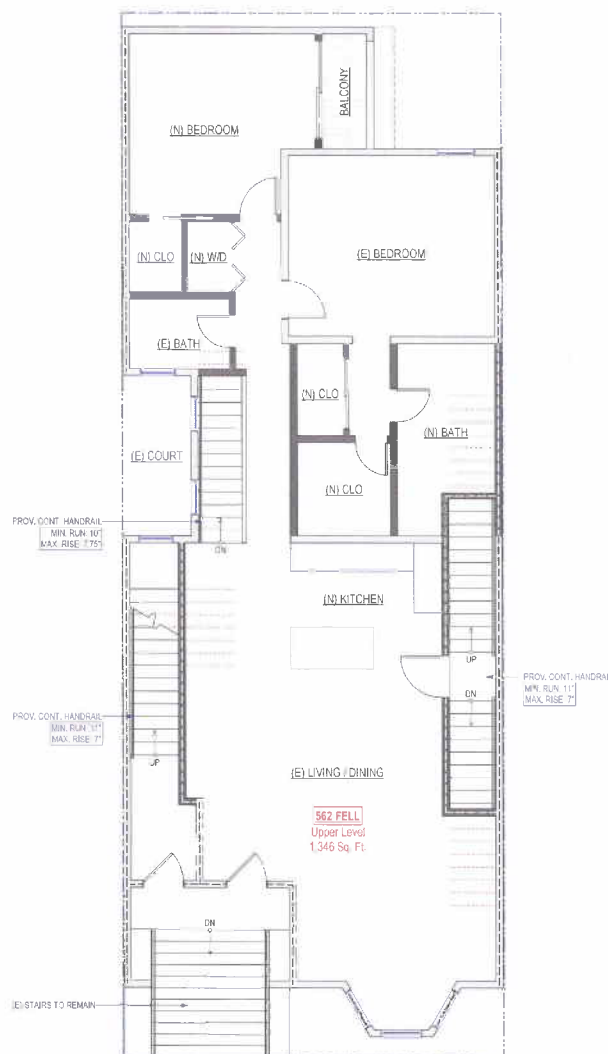 BALCONY
(N) BEDROOM
(N) CLO
(N) W/D
(E) BEDROOM
(E) BATH
(N) CLO
(N) BATH
(E) COURT
(N) CLO
PROV. CONT. HANDRAIL
MIN. RUN: 10"
MAX. RISE: 7.75"
DN
(N) KITCHEN
UP
PROV. CONT. HANDRAIL
MIN. RUN: 11"
MAX. RISE: 7"
DN
PROV. CONT. HANDRAIL
MIN. RUN: 11"
MAX. RISE: 7"
UP
(E) LIVING / DINING
562 FELL
Upper Level
1,346 Sq. Ft.
DN
(E) STAIRS TO REMAIN